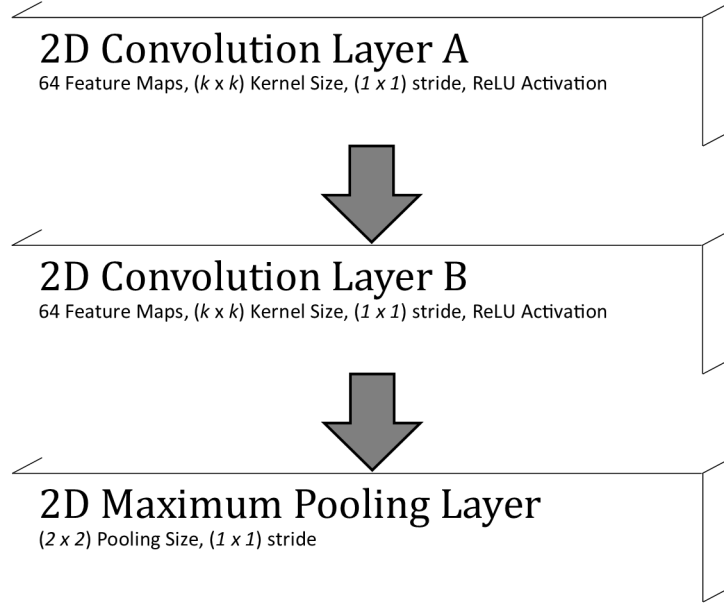 2D Convolution Layer A
64 Feature Maps, (k x k) Kernel Size, (1 x 1) stride, ReLU Activation
2D Convolution Layer B
64 Feature Maps, (k x k) Kernel Size, (1 x 1) stride, ReLU Activation
2D Maximum Pooling Layer
(2 x 2) Pooling Size, (1 x 1) stride